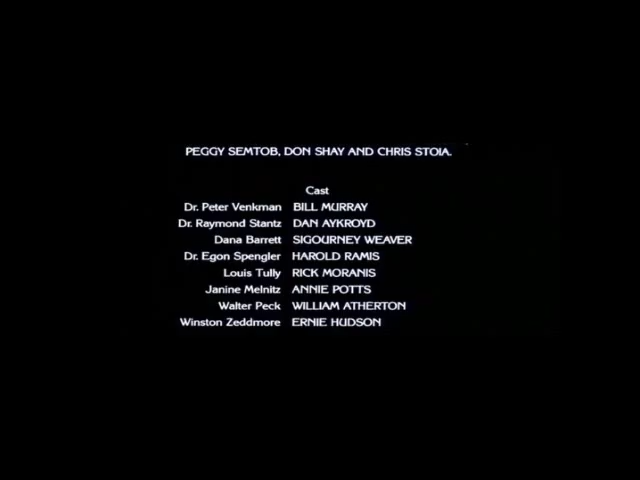 PEGGY SEMTOB, DON SHAY AND CHRIS STOIA.
Cast
Dr. Peter Venkman BILL MURRAY
Dr. Raymond Stantz DAN AYKROYD
Dana Barrett SIGOURNEY WEAVER
Dr. Egon Spengler HAROLD RAMIS
Louis Tully RICK MORANIS
Janine Melnitz ANNIE POTTS
Walter Peck WILLIAM ATHERTON
Winston Zeddmore ERNIE HUDSON